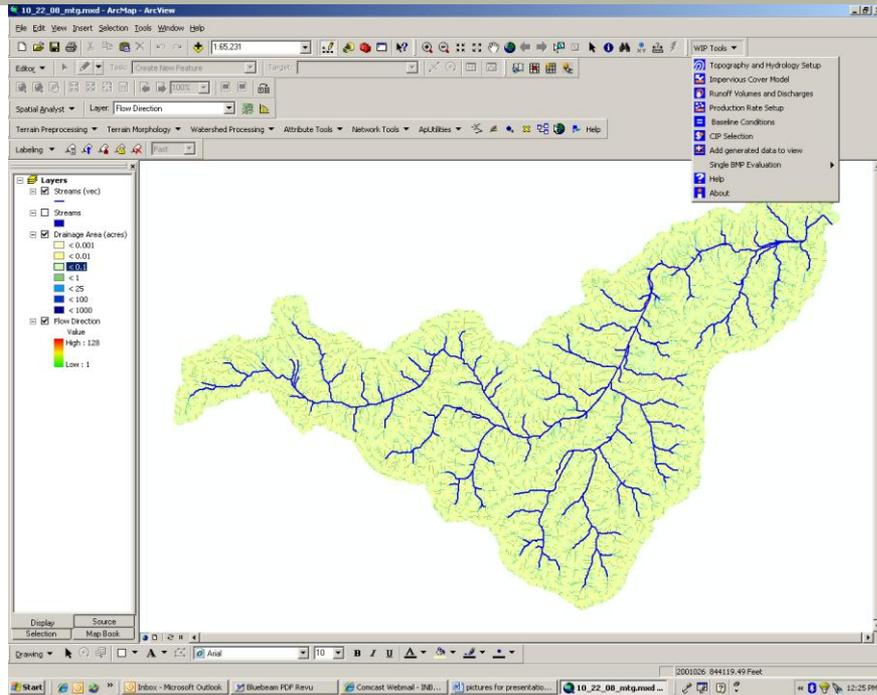 10_22_08_mtg.mxd - ArcMap - ArcView
File Edit View Insert Selection Tools Window Help
1:65,231
WIP Tools
Editor Task: Create New Feature Target:
100%
Spatial Analyst Layer: Flow Direction
Terrain Preprocessing Terrain Morphology Watershed Processing Attribute Tools Network Tools ApUtilities Help
Labeling Fast
Topography and Hydrology Setup
Impervious Cover Model
Runoff Volumes and Discharges
Production Rate Setup
Baseline Conditions
CIP Selection
Add generated data to view
Single BMP Evaluation
Help
About
Layers
Streams (vec)
Streams
Drainage Area (acres)
< 0.001
< 0.01
< 0.1
< 1
< 25
< 100
< 1000
Flow Direction
Value
High : 128
Low : 1
Display Source
Selection Map Book
Drawing A Arial 10 B I U A
2001026 844119.49 Feet
Start Inbox - Microsoft Outlook Bluebeam PDF Revu Comcast Webmail - INB... pictures for presentatio... 10_22_08_mtg.mxd ... 12:25 PM